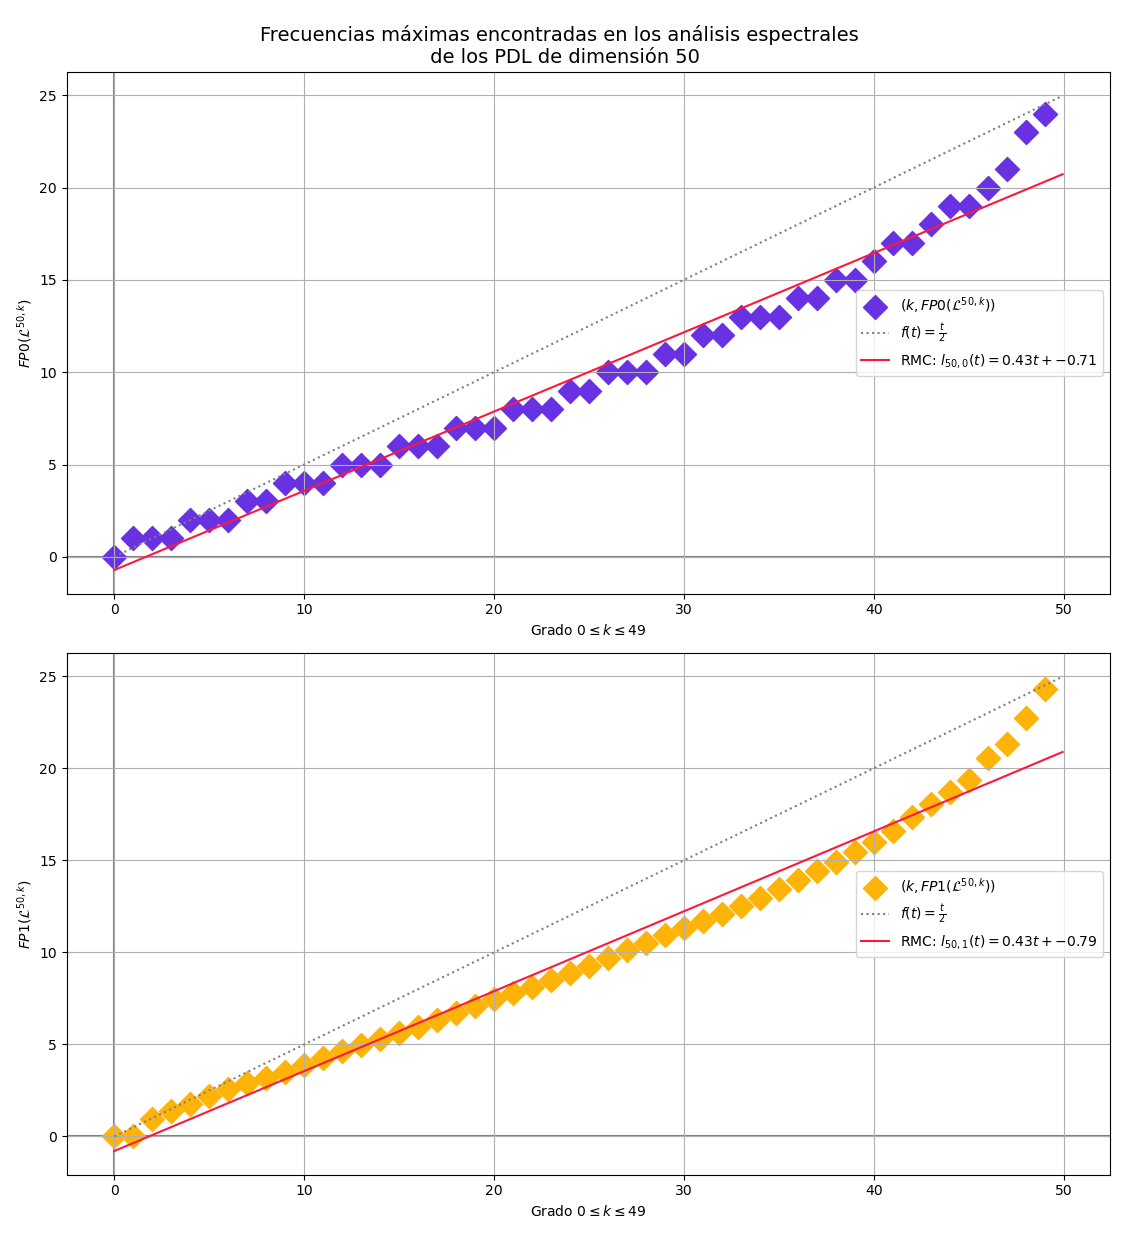 Frecuencias máximas encontradas en los análisis espectrales
de los PDL de dimensión 50
25
20
15
10
5
0
FP0(ℒ^{50,k})
(k, FP0(ℒ^{50,k}))
f(t) = t/2
RMC: l_{50,0}(t) = 0.43t + −0.71
0 10 20 30 40 50
Grado 0 ≤ k ≤ 49
25
20
15
10
5
0
FP1(ℒ^{50,k})
(k, FP1(ℒ^{50,k}))
f(t) = t/2
RMC: l_{50,1}(t) = 0.43t + −0.79
0 10 20 30 40 50
Grado 0 ≤ k ≤ 49